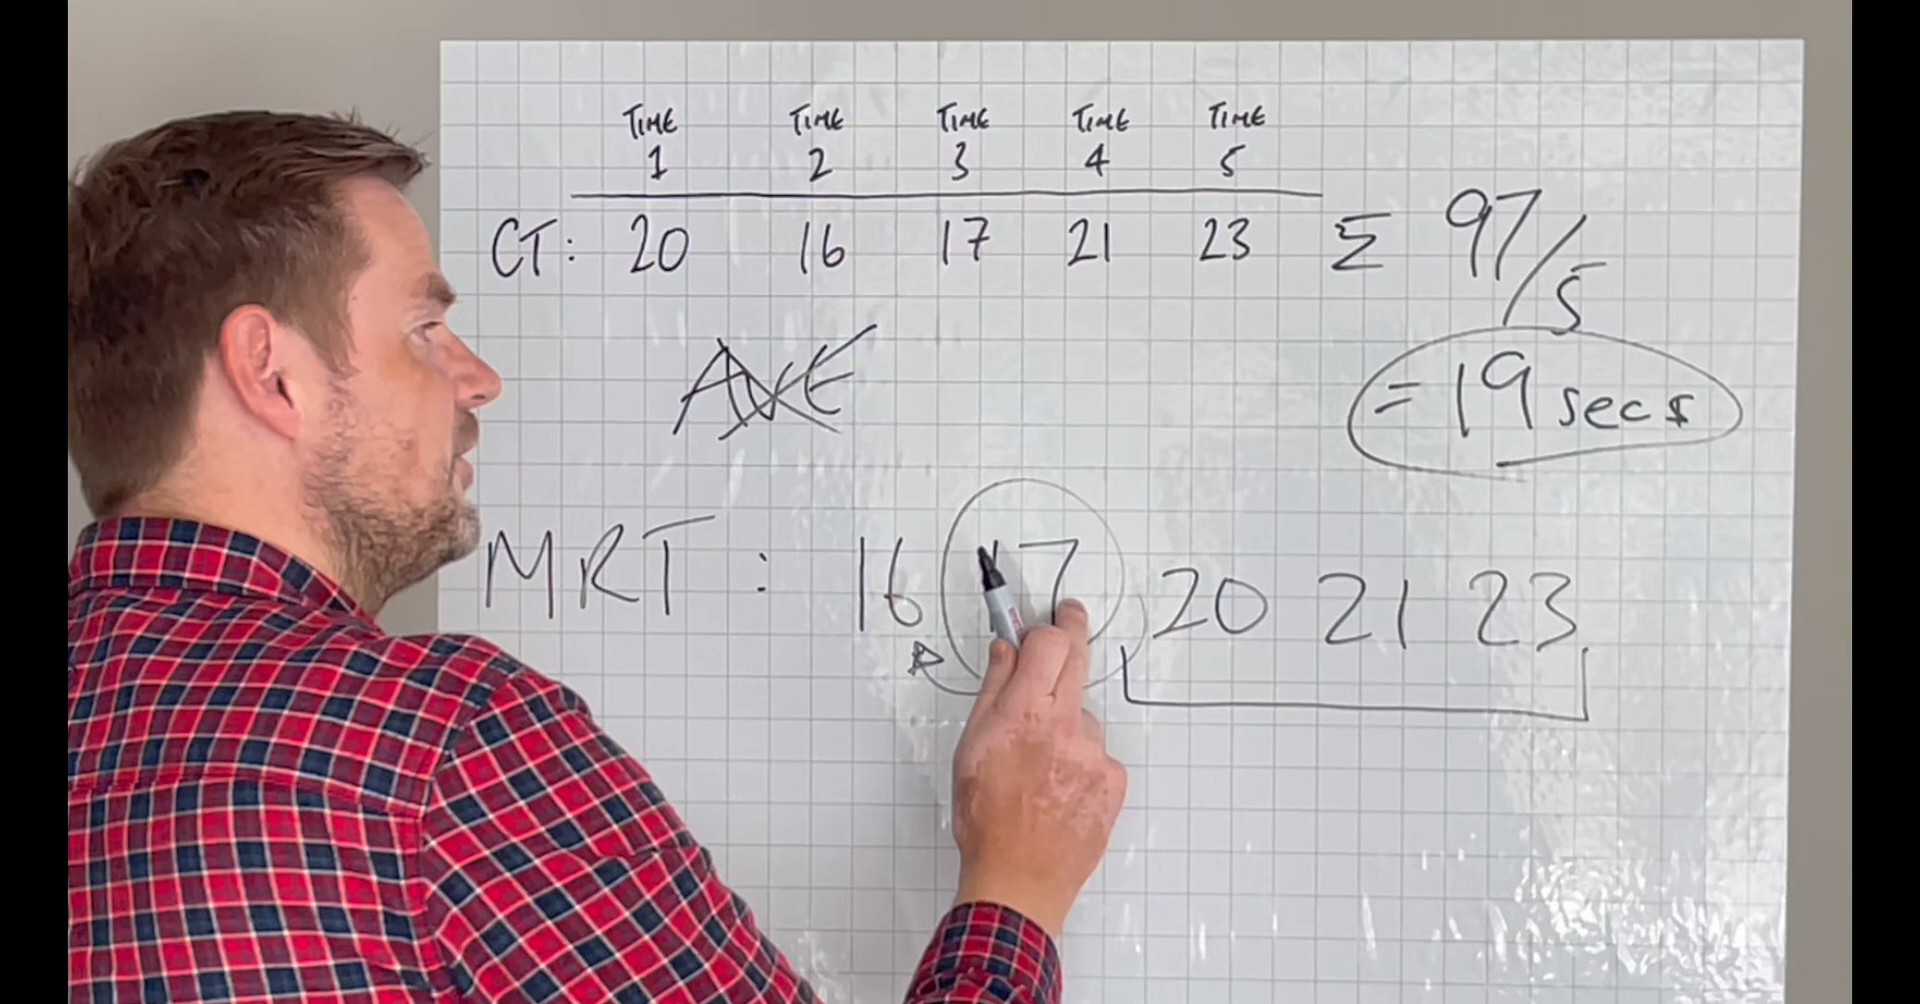 TIME TIME TIME TIME TIME
1 2 3 4 5
CT: 20 16 17 21 23 Σ 97/5
= 19 secs
AVE
MRT: 16 17 20 21 23